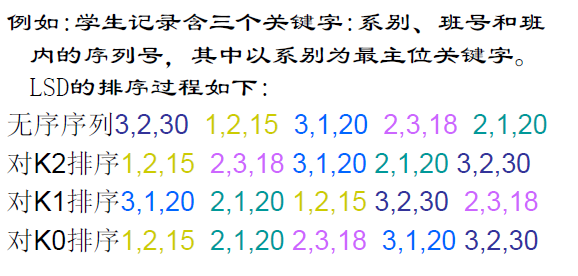 例如:学生记录含三个关键字:系别、班号和班
内的序列号，其中以系别为最主位关键字。
LSD的排序过程如下:
无序序列3,2,30 1,2,15 3,1,20 2,3,18 2,1,20
对K2排序1,2,15 2,3,18 3,1,20 2,1,20 3,2,30
对K1排序3,1,20 2,1,20 1,2,15 3,2,30 2,3,18
对K0排序1,2,15 2,1,20 2,3,18 3,1,20 3,2,30